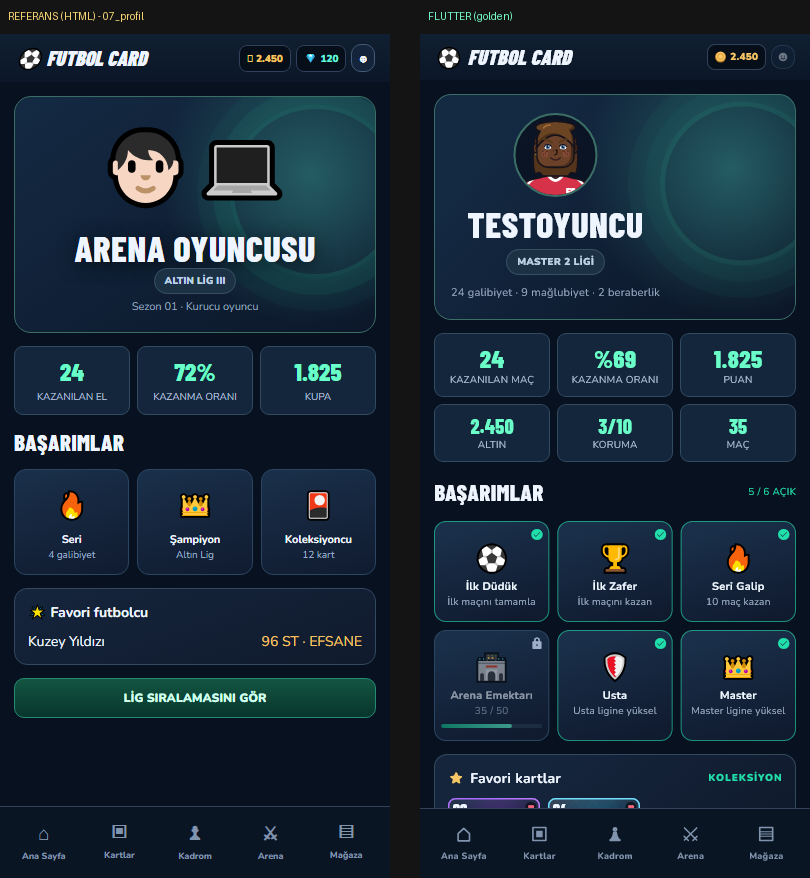 REFERANS (HTML) · 07_profil
FUTBOL CARD
2.450
120
ARENA OYUNCUSU
ALTIN LİG III
Sezon 01 · Kurucu oyuncu
24
KAZANILAN EL
72%
KAZANMA ORANI
1.825
KUPA
BAŞARIMLAR
Seri
4 galibiyet
Şampiyon
Altın Lig
Koleksiyoncu
12 kart
Favori futbolcu
Kuzey Yıldızı
96 ST · EFSANE
LİG SIRALAMASINI GÖR
Ana Sayfa
Kartlar
Kadrom
Arena
Mağaza
FLUTTER (golden)
FUTBOL CARD
2.450
TESTOYUNCU
MASTER 2 LİGİ
24 galibiyet · 9 mağlubiyet · 2 beraberlik
24
KAZANILAN MAÇ
%69
KAZANMA ORANI
1.825
PUAN
2.450
ALTIN
3/10
KORUMA
35
MAÇ
BAŞARIMLAR
5 / 6 AÇIK
İlk Düdük
İlk maçını tamamla
İlk Zafer
İlk maçını kazan
Seri Galip
10 maç kazan
Arena Emektarı
35 / 50
Usta
Usta ligine yüksel
Master
Master ligine yüksel
Favori kartlar
KOLEKSİYON
Ana Sayfa
Kartlar
Kadrom
Arena
Mağaza